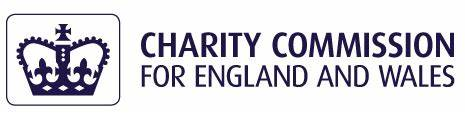 CHARITY COMMISSION
FOR ENGLAND AND WALES